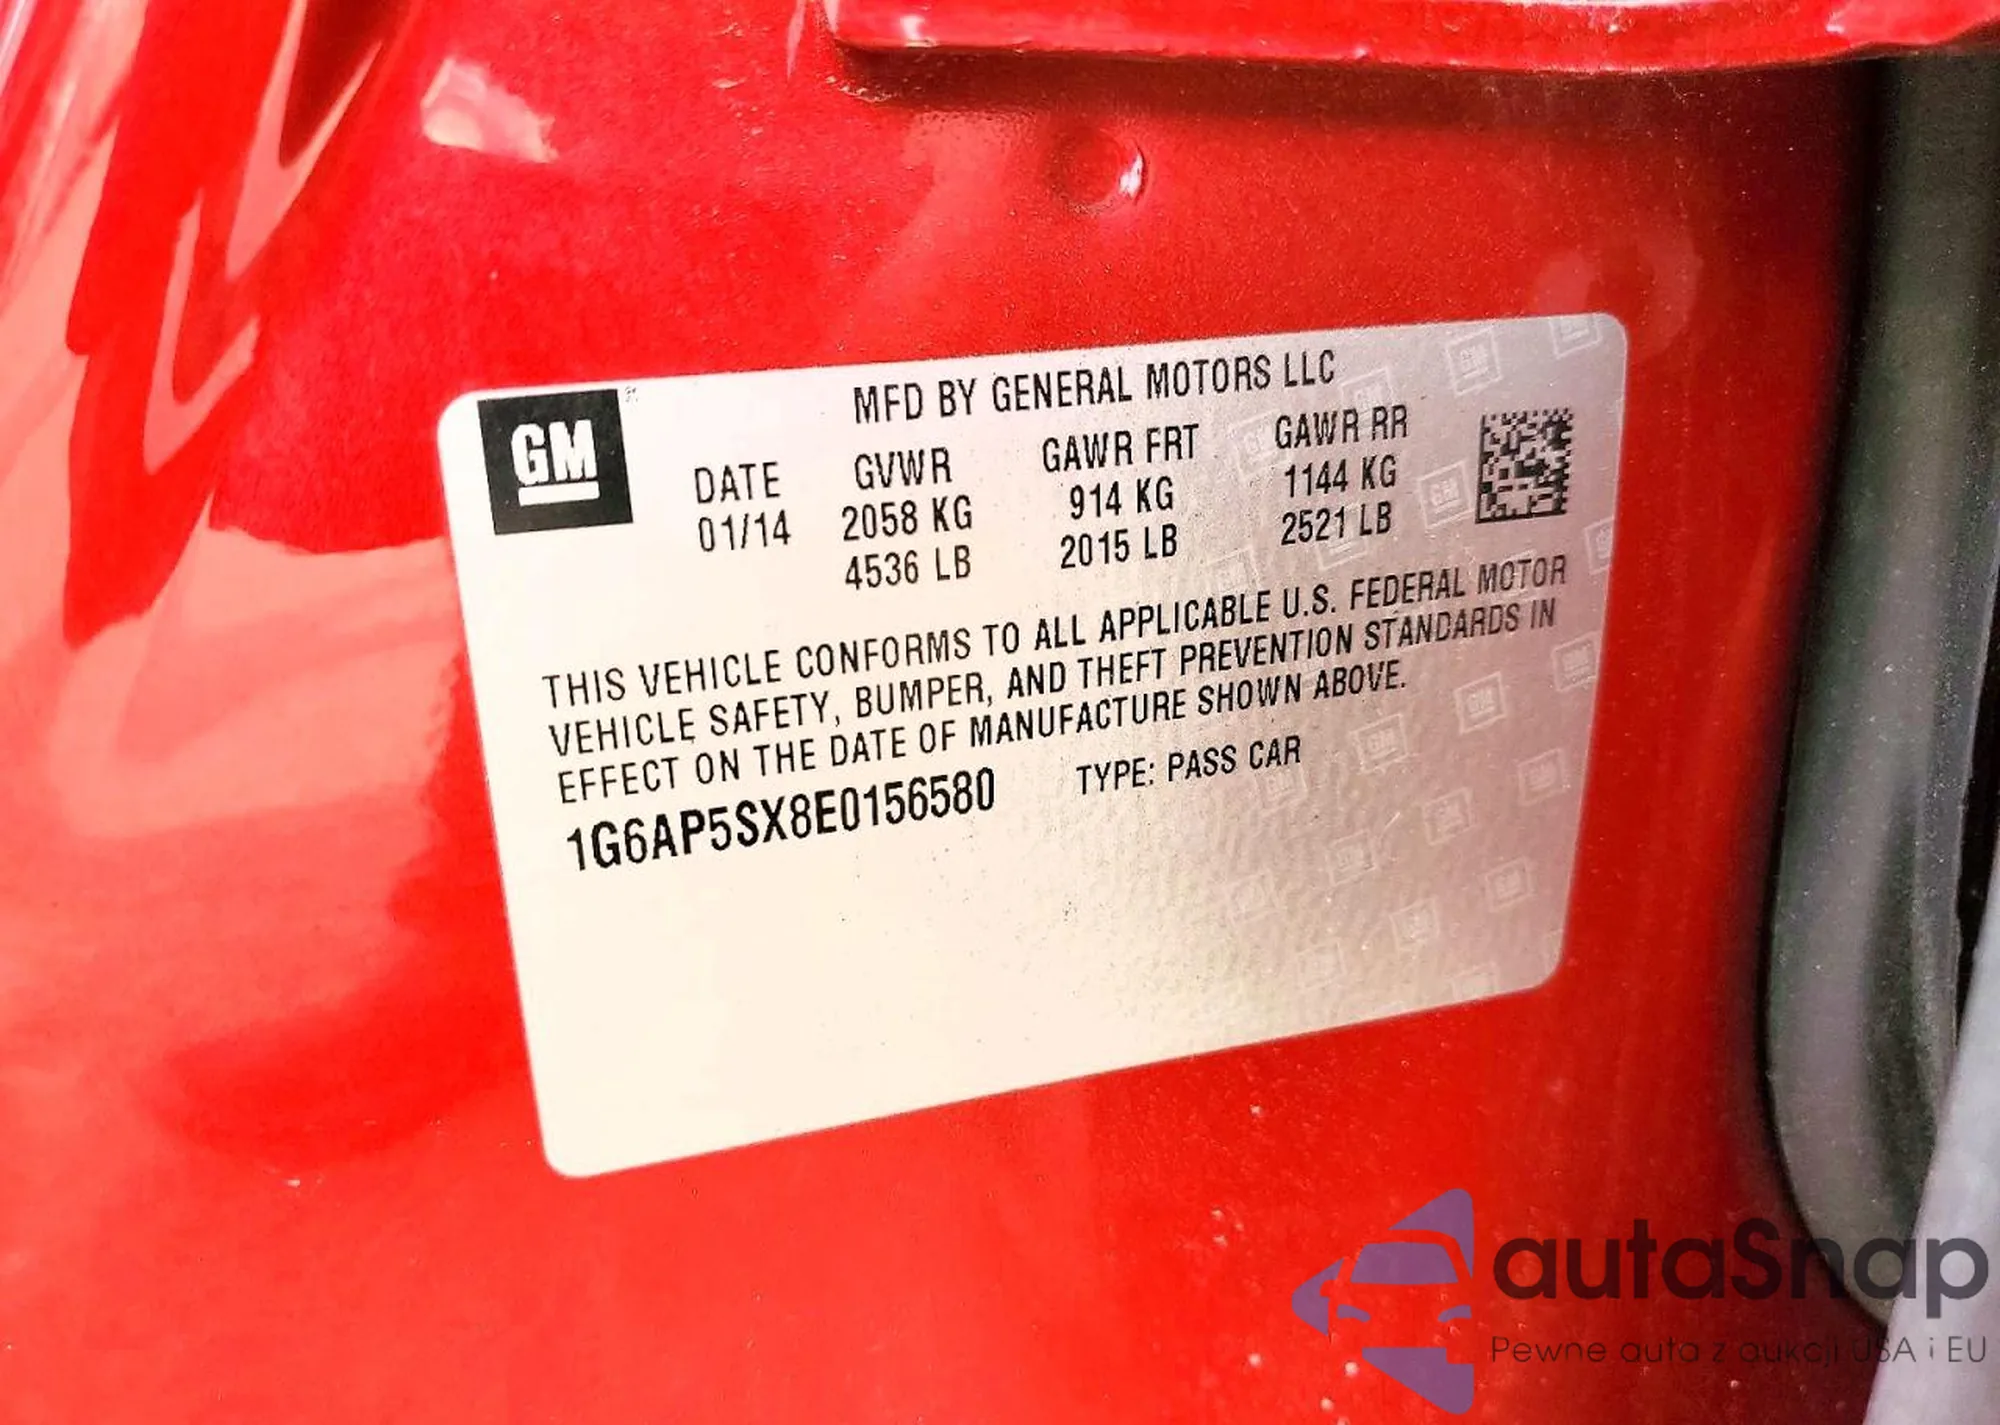 GM
MFD BY GENERAL MOTORS LLC
DATE GVWR GAWR FRT GAWR RR
01/14 2058 KG 914 KG 1144 KG
4536 LB 2015 LB 2521 LB
THIS VEHICLE CONFORMS TO ALL APPLICABLE U.S. FEDERAL MOTOR
VEHICLE SAFETY, BUMPER, AND THEFT PREVENTION STANDARDS IN
EFFECT ON THE DATE OF MANUFACTURE SHOWN ABOVE.
1G6AP5SX8E0156580 TYPE: PASS CAR
autaSnap
Pewne auta z aukcji USA i EU